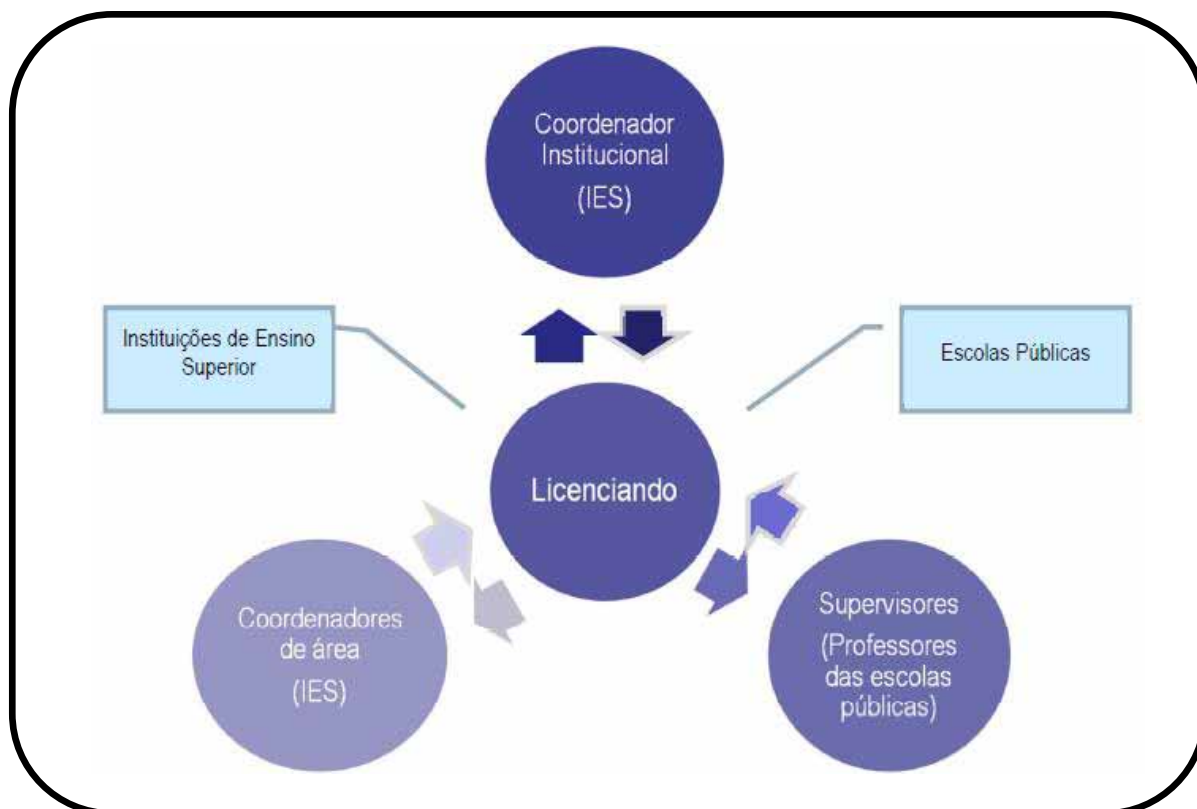 Coordenador
Institucional
(IES)
Instituições de Ensino
Superior
Escolas Públicas
Licenciando
Coordenadores
de área
(IES)
Supervisores
(Professores
das escolas
públicas)